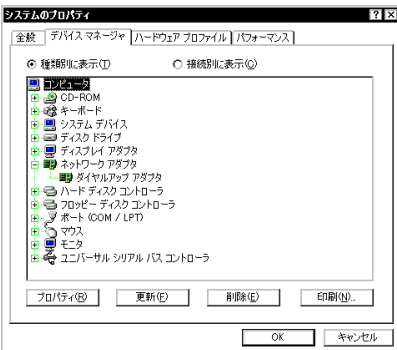 システムのプロパティ
全般 デバイス マネージャ ハードウェア プロファイル パフォーマンス
種類別に表示(T) 接続別に表示(C)
コンピュータ
CD-ROM
キーボード
システム デバイス
ディスク ドライブ
ディスプレイ アダプタ
ネットワーク アダプタ
ダイヤルアップ アダプタ
ハード ディスク コントローラ
フロッピー ディスク コントローラ
ポート (COM / LPT)
マウス
モニタ
ユニバーサル シリアル バス コントローラ
プロパティ(R) 更新(F) 削除(E) 印刷(N)...
OK キャンセル